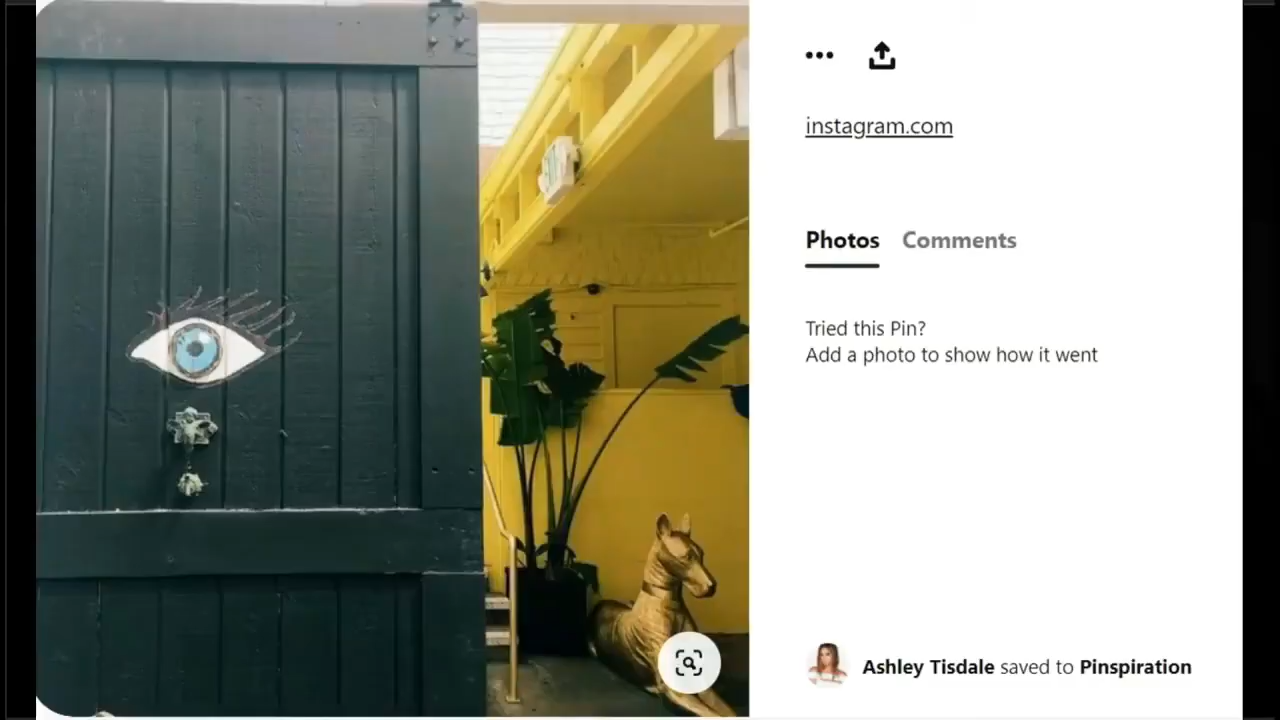 instagram.com
Photos Comments
Tried this Pin?
Add a photo to show how it went
Ashley Tisdale saved to Pinspiration